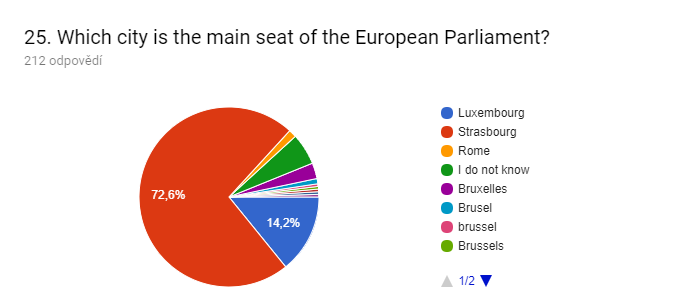 25. Which city is the main seat of the European Parliament?
212 odpovědí
72,6%
14,2%
Luxembourg
Strasbourg
Rome
I do not know
Bruxelles
Brusel
brussel
Brussels
1/2